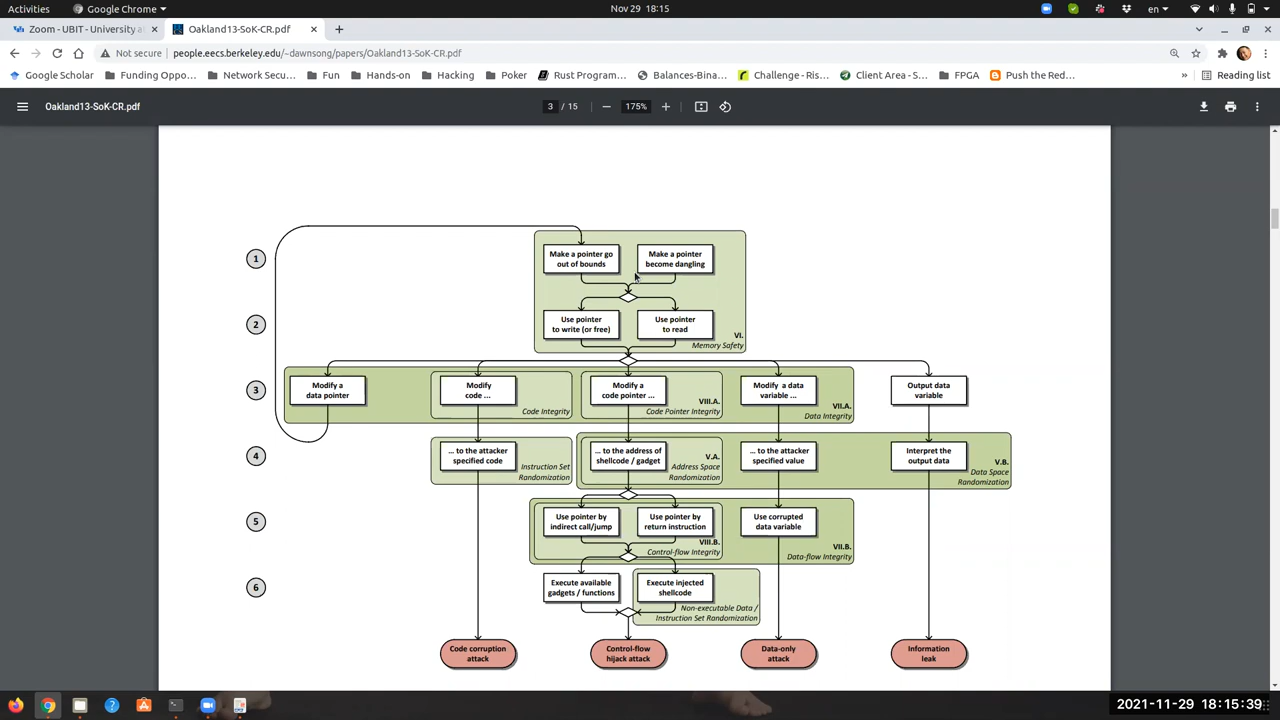 Activities
Google Chrome
Nov 29 18:15
en
Zoom - UBIT - University a
Oakland13-SoK-CR.pdf
Not secure
people.eecs.berkeley.edu/~dawnsong/papers/Oakland13-SoK-CR.pdf
Google Scholar
Funding Oppo...
Network Secu...
Fun
Hands-on
Hacking
Poker
Rust Program...
Balances-Bina...
Challenge - Ris...
Client Area - S...
FPGA
Push the Red...
»
Reading list
Oakland13-SoK-CR.pdf
3 / 15
175%
1
Make a pointer go
out of bounds
Make a pointer
become dangling
2
Use pointer
to write (or free)
Use pointer
to read
VI.
Memory Safety
3
Modify a
data pointer
Modify
code ...
Code Integrity
Modify a
code pointer ...
VIII.A.
Code Pointer Integrity
Modify a data
variable ...
VII.A.
Data Integrity
Output data
variable
4
... to the attacker
specified code
Instruction Set
Randomization
... to the address of
shellcode / gadget
V.A.
Address Space
Randomization
... to the attacker
specified value
Interpret the
output data
V.B.
Data Space
Randomization
5
Use pointer by
indirect call/jump
Use pointer by
return instruction
VIII.B.
Control-flow Integrity
Use corrupted
data variable
VII.B.
Data-flow Integrity
6
Execute available
gadgets / functions
Execute injected
shellcode
Non-executable Data /
Instruction Set Randomization
Code corruption
attack
Control-flow
hijack attack
Data-only
attack
Information
leak
2021-11-29 18:15:39